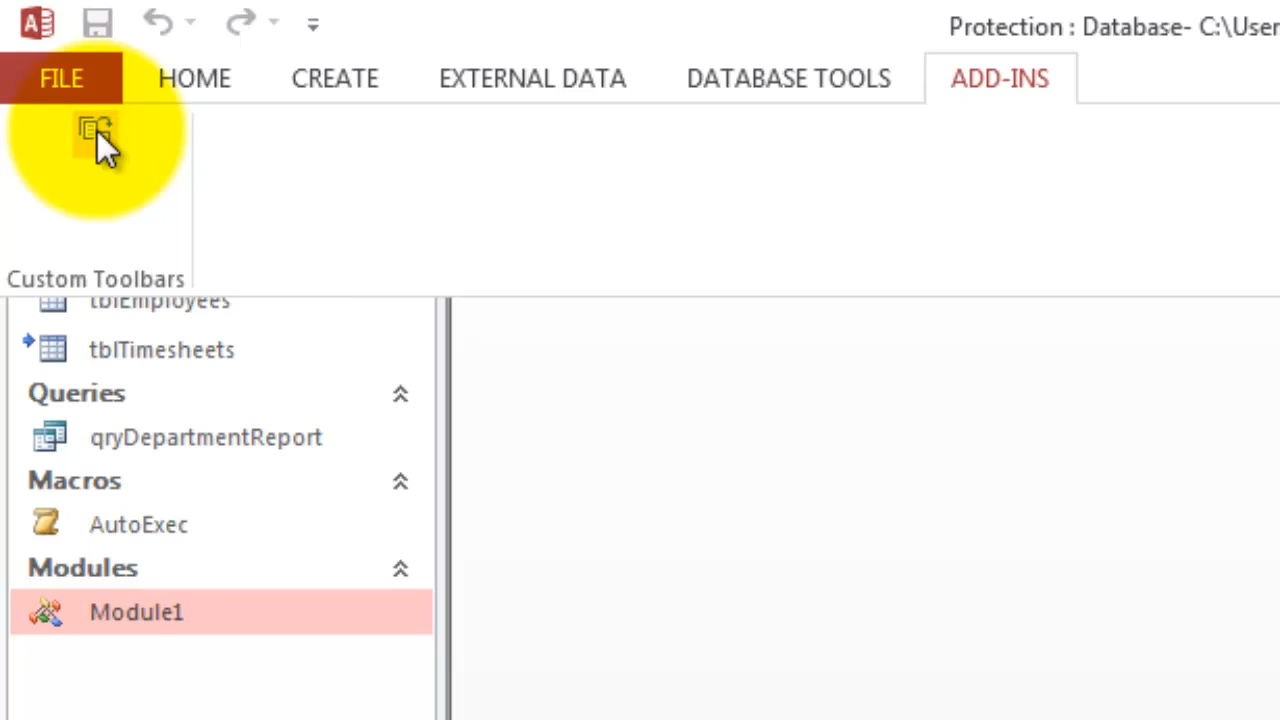 Protection : Database- C:\User
FILE HOME CREATE EXTERNAL DATA DATABASE TOOLS ADD-INS
Custom Toolbars
tblEmployees
tblTimesheets
Queries
qryDepartmentReport
Macros
AutoExec
Modules
Module1